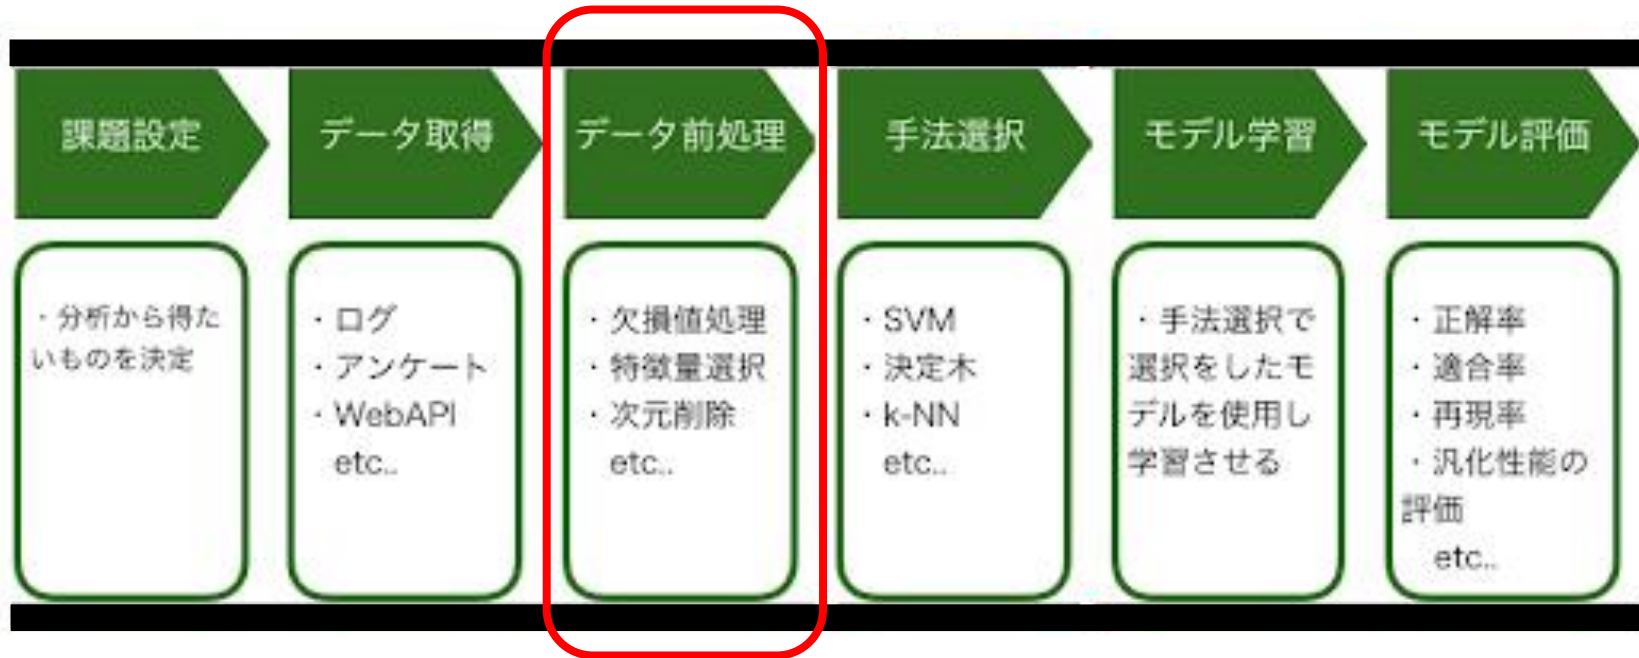 課題設定
データ取得
データ前処理
手法選択
モデル学習
モデル評価
・分析から得た
いものを決定
・ログ
・アンケート
・WebAPI
etc..
・欠損値処理
・特徴量選択
・次元削除
etc..
・SVM
・決定木
・k-NN
etc..
・手法選択で
選択をしたモ
デルを使用し
学習させる
・正解率
・適合率
・再現率
・汎化性能の
評価
etc..